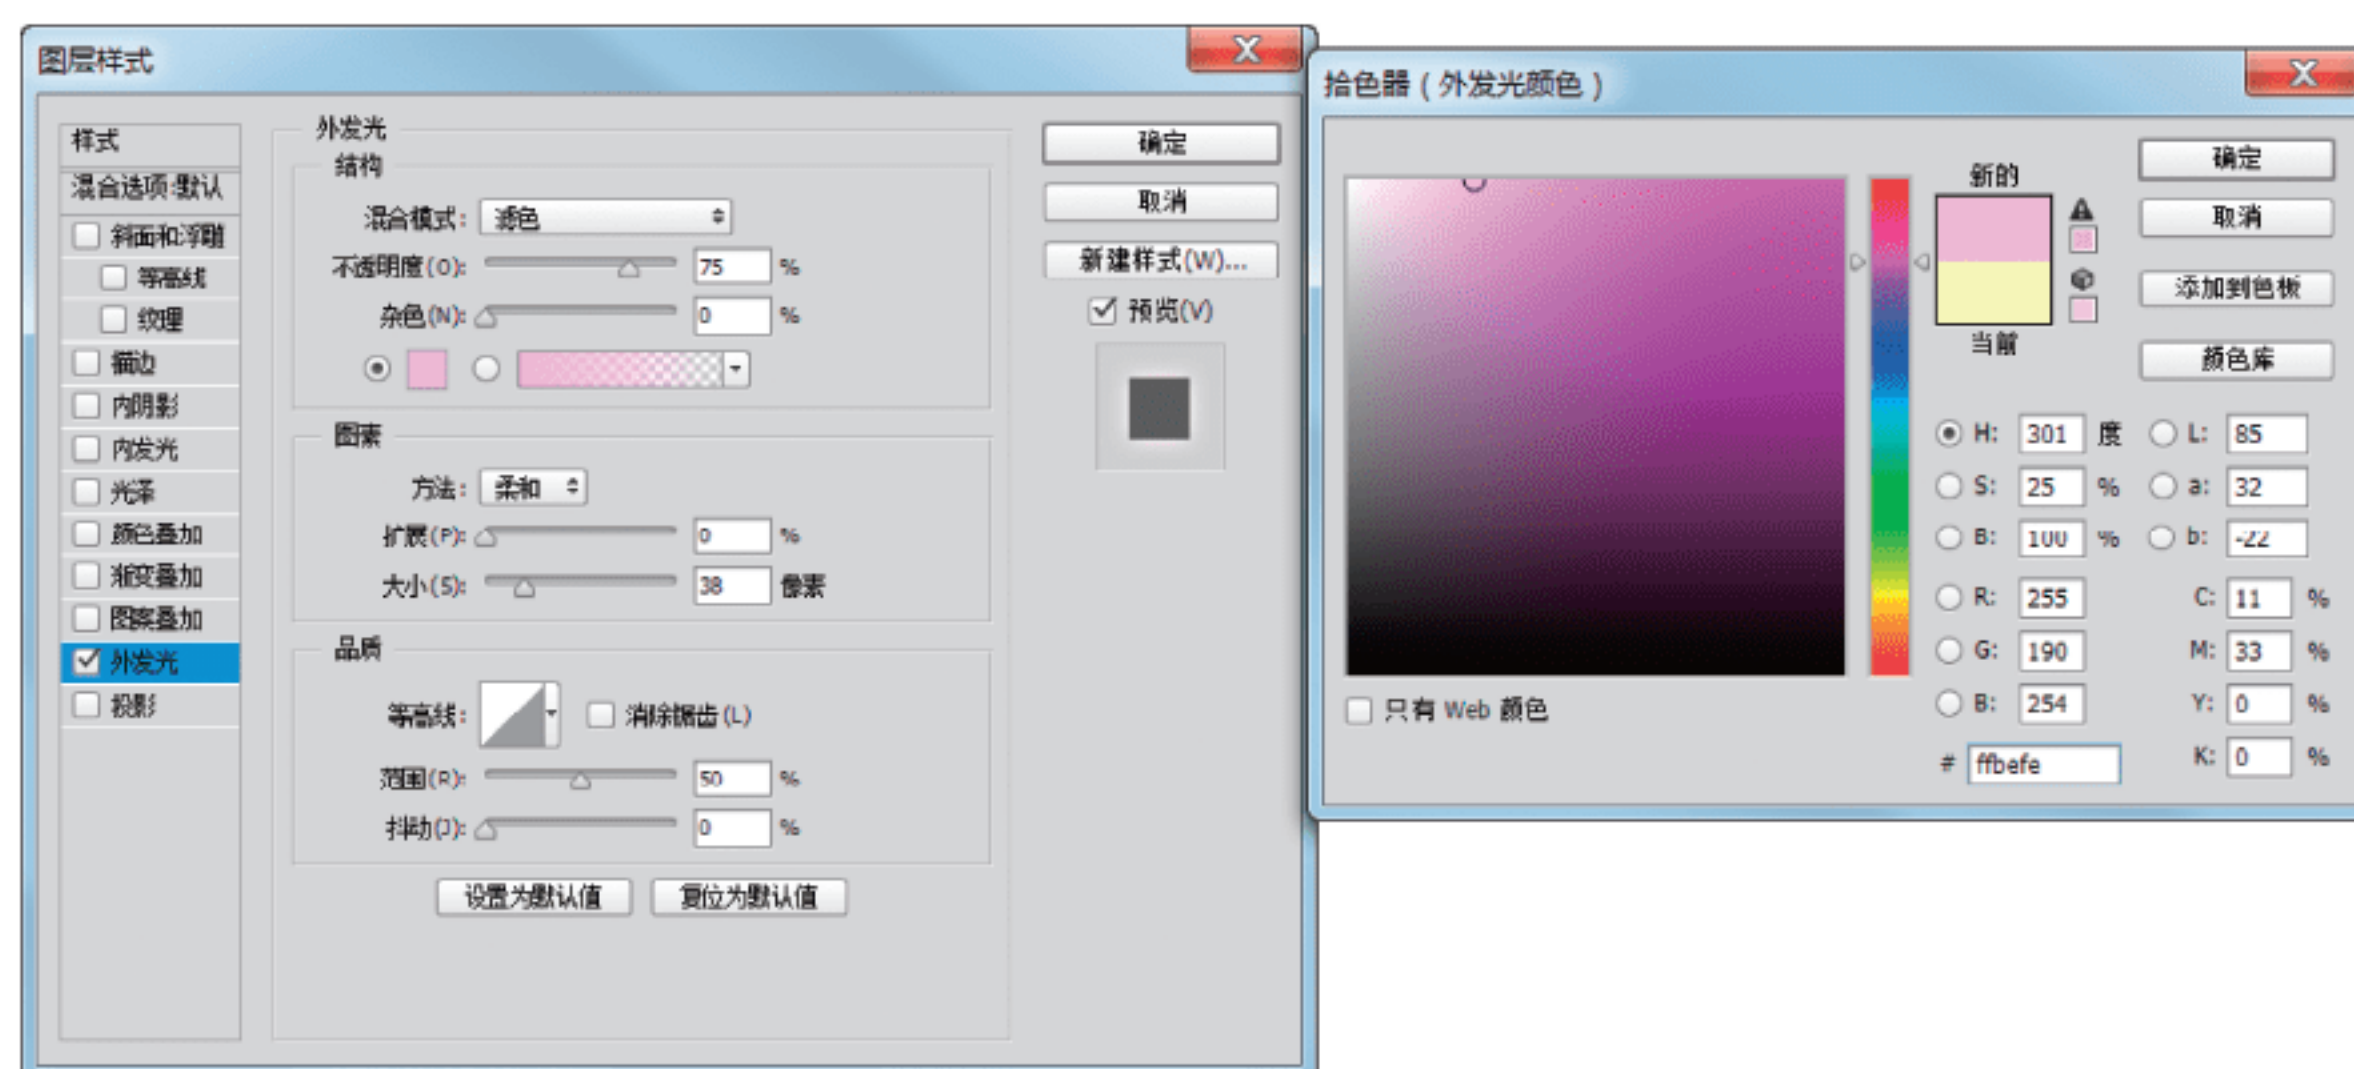 图层样式
样式
混合选项:默认
斜面和浮雕
等高线
纹理
描边
内阴影
内发光
光泽
颜色叠加
渐变叠加
图案叠加
外发光
投影
外发光
结构
混合模式: 滤色
不透明度(O): 75 %
杂色(N): 0 %
图素
方法: 柔和
扩展(P): 0 %
大小(S): 38 像素
品质
等高线: 消除锯齿(L)
范围(R): 50 %
抖动(J): 0 %
设置为默认值 复位为默认值
确定
取消
新建样式(W)...
预览(V)
拾色器(外发光颜色)
新的
当前
确定
取消
添加到色板
颜色库
H: 301 度 L: 85
S: 25 % a: 32
B: 100 % b: -22
R: 255 C: 11 %
G: 190 M: 33 %
B: 254 Y: 0 %
# ffbefe K: 0 %
只有 Web 颜色